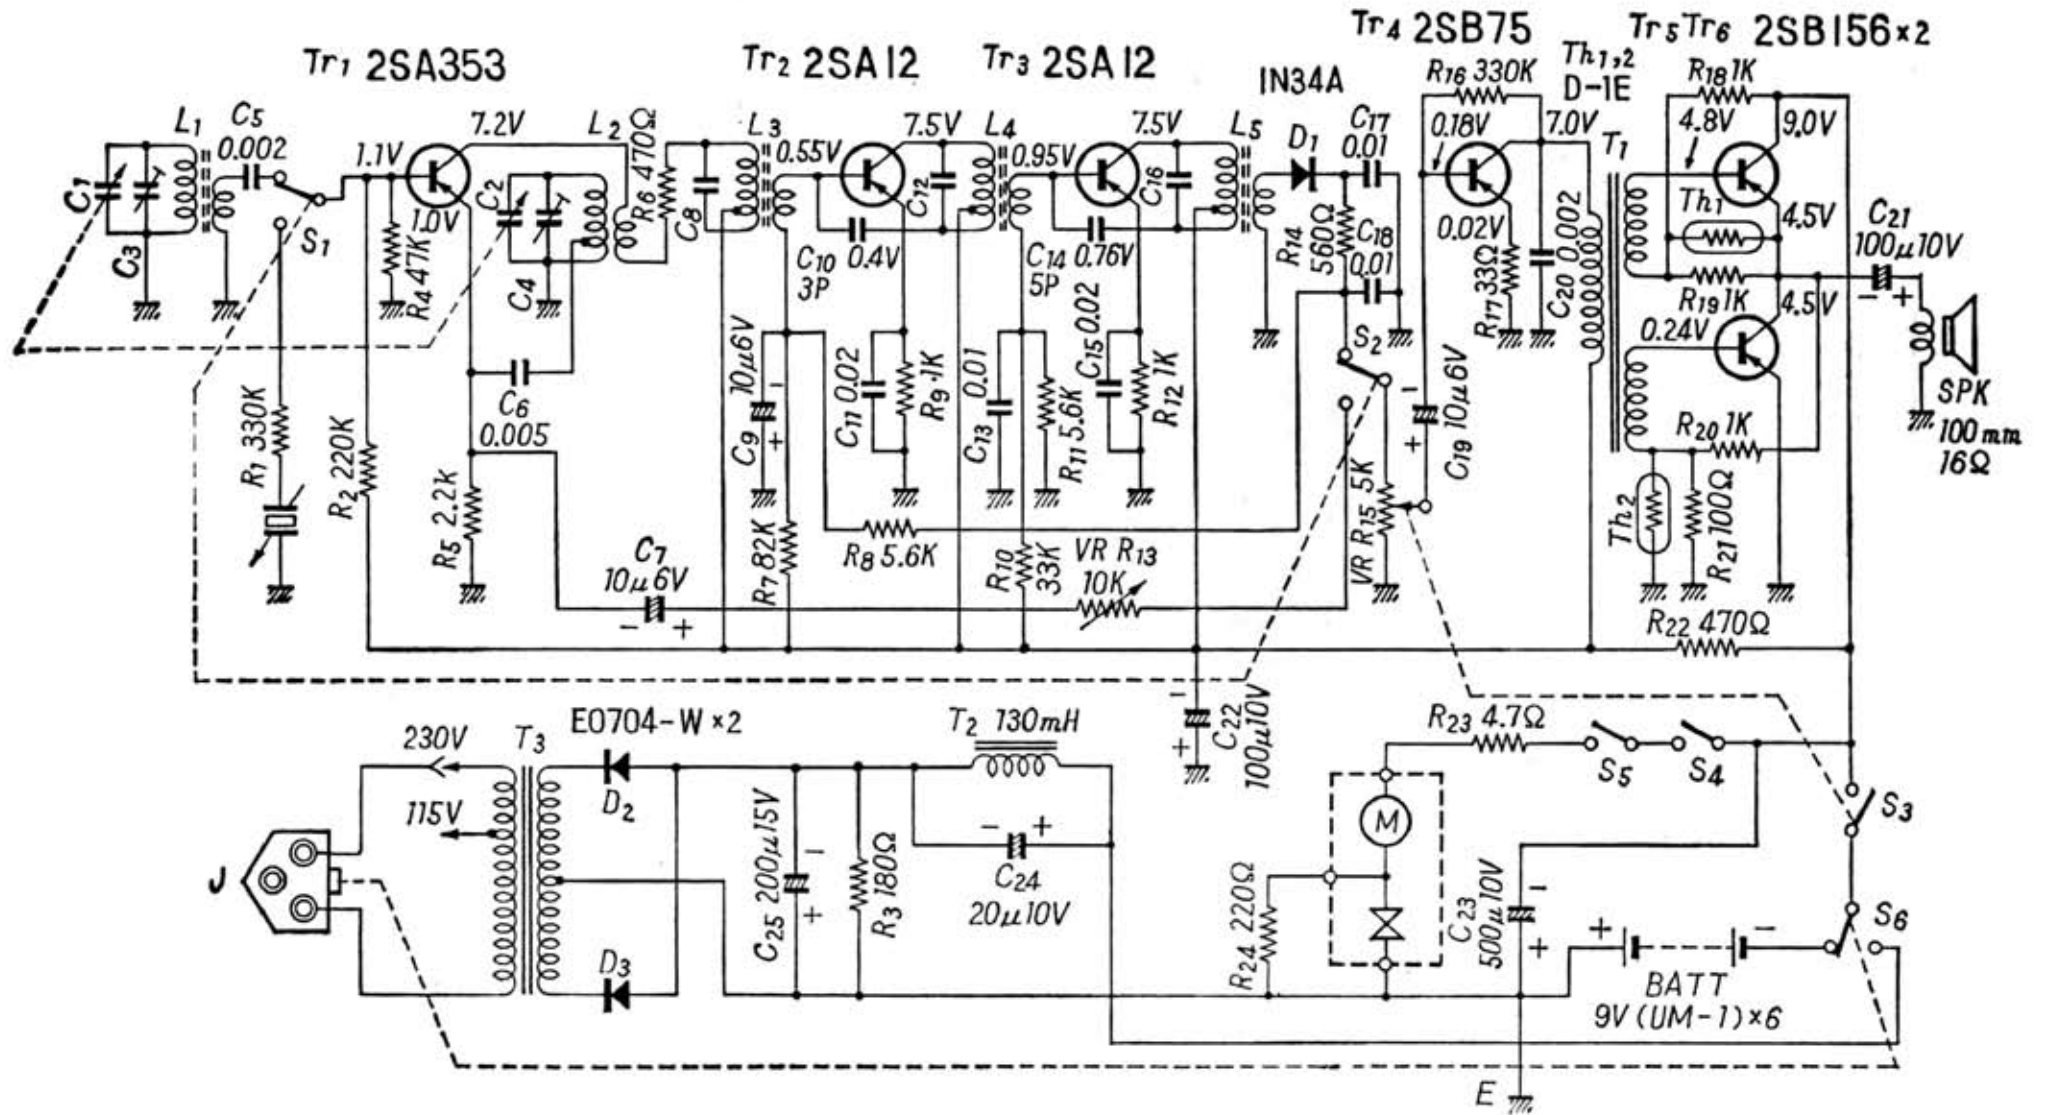 Tr1 2SA353
Tr2 2SA12
Tr3 2SA12
Tr4 2SB75
Tr5 Tr6 2SB156×2
L1
C5
0.002
1.1V
7.2V
L2
R6 470Ω
L3
0.55V
7.5V
L4
0.95V
7.5V
L5
1N34A
D1
C17
0.01
R16 330K
0.18V
Th1,2
D-1E
7.0V
T1
R18 1K
4.8V
9.0V
C1
C3
S1
1.0V
R4 47K
C2
C4
C8
C12
C10
3P
0.4V
C14
5P
0.76V
C16
R14
560Ω
C18
0.01
0.02V
R17 33Ω
C20 0.002
Th1
4.5V
R19 1K
4.5V
C21
100μ10V
0.24V
SPK
100mm
16Ω
R1 330K
R2 220K
C6
0.005
R5 2.2K
10μ6V
C9
−
+
C11 0.02
R9 1K
C13
0.01
R11 5.6K
C15 0.02
R12 1K
S2
−
+
C19 10μ6V
VR R15 5K
R20 1K
Th2
R21 100Ω
− +
C7
10μ6V
− +
R7 82K
R8 5.6K
R10
33K
VR R13
10K
R22 470Ω
−
+
C22
100μ10V
230V
115V
T3
E0704-W×2
D2
D3
T2 130mH
R23 4.7Ω
S5
S4
S3
J
C25 200μ15V
−
+
R3 180Ω
− +
C24
20μ10V
M
R24 220Ω
C23
500μ10V
−
+
+ −
S6
BATT
9V (UM-1)×6
E